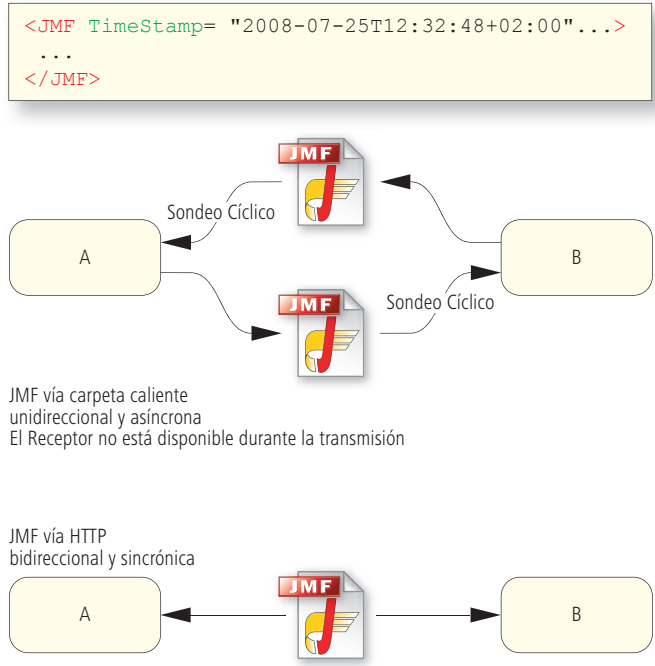 <JMF TimeStamp= "2008-07-25T12:32:48+02:00"...>
...
</JMF>
JMF
Sondeo Cíclico
A
B
JMF
Sondeo Cíclico
JMF vía carpeta caliente
unidireccional y asíncrona
El Receptor no está disponible durante la transmisión
JMF vía HTTP
bidireccional y sincrónica
JMF
A
B